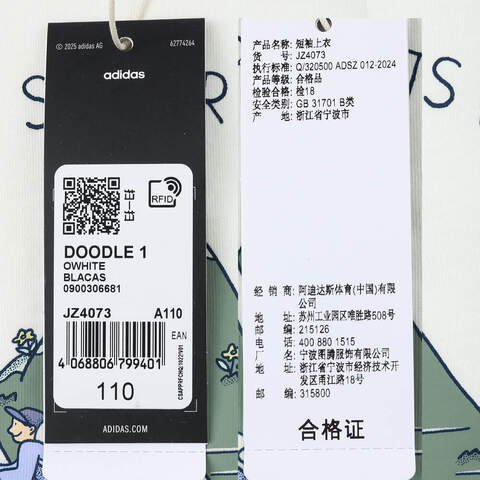 © 2025 adidas AG
62774264
adidas
RFID
11-11
DOODLE 1
OWHITE
BLACAS
0900306681
JZ4073 A110
EAN
4 068806 799401
110
ADIDAS.COM
产品名称: 短袖上衣
货 号: JZ4073
执行标准: Q/320500 ADSZ 012-2024
产品等级: 合格品
检验合格: 检18
安全类别: GB 31701 B类
产 地: 浙江省宁波市
经 销 商: 阿迪达斯体育(中国)有限
公司
地 址: 苏州工业园区唯胜路508号
邮 编: 215126
电 话: 400 880 1515
厂 名: 宁波图腾服饰有限公司
地 址: 浙江省宁波市经济技术开
发区甬江路18号
邮 编: 315800
合格证